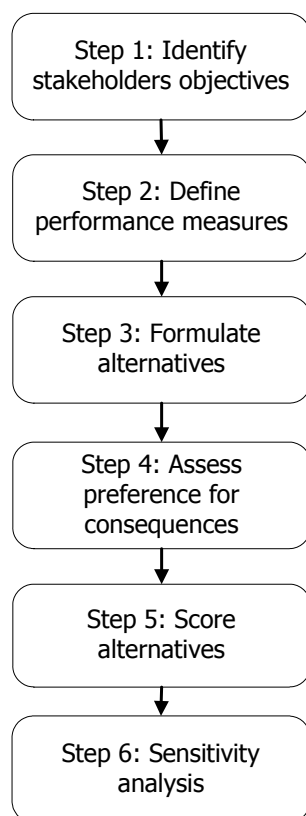 Step 1: Identify
stakeholders objectives
Step 2: Define
performance measures
Step 3: Formulate
alternatives
Step 4: Assess
preference for
consequences
Step 5: Score
alternatives
Step 6: Sensitivity
analysis